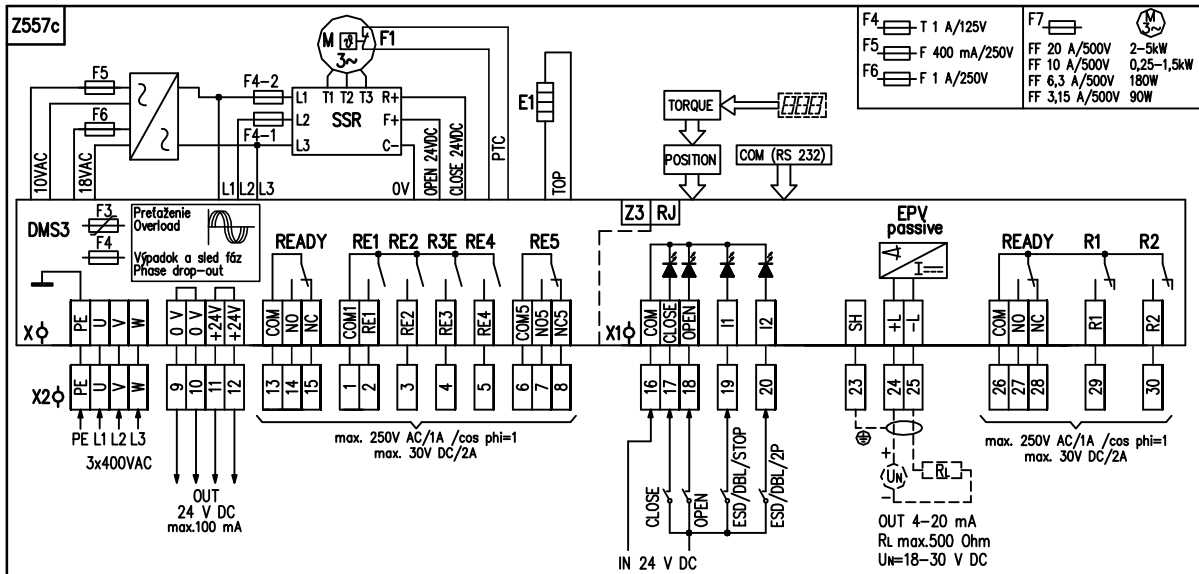 Z557c
M
F1
3~
F5
F6
F4-2
F4-1
L1
L2
L3
T1 T2 T3
SSR
R+
F+
C-
E1
10VAC
18VAC
L1 L2 L3
0V
OPEN 24VDC
CLOSE 24VDC
PTC
TOP
TORQUE
POSITION
COM (RS 232)
F4 T 1 A/125V
F5 F 400 mA/250V
F6 F 1 A/250V
F7
M
3~
FF 20 A/500V 2-5kW
FF 10 A/500V 0,25-1,5kW
FF 6,3 A/500V 180W
FF 3,15 A/500V 90W
DMS3
F3
F4
Preťaženie
Overload
Výpadok a sled fáz
Phase drop-out
READY
RE1 RE2 R3E RE4
RE5
Z3 RJ
EPV
passive
I
READY
R1
R2
X
PE
U
V
W
0 V
0 V
+24V
+24V
COM
NO
NC
COM1
RE1
RE2
RE3
RE4
COM5
NO5
NC5
X1
COM
CLOSE
OPEN
I1
I2
SH
+L
-L
COM
NO
NC
R1
R2
X2
PE
U
V
W
9
10
11
12
13
14
15
1
2
3
4
5
6
7
8
16
17
18
19
20
23
24
25
26
27
28
29
30
PE L1 L2 L3
3x400VAC
OUT
24 V DC
max.100 mA
max. 250V AC/1A /cos phi=1
max. 30V DC/2A
CLOSE
OPEN
ESD/DBL/STOP
ESD/DBL/2P
IN 24 V DC
+
UN
-
RL
OUT 4-20 mA
RL max.500 Ohm
UN=18-30 V DC
max. 250V AC/1A /cos phi=1
max. 30V DC/2A